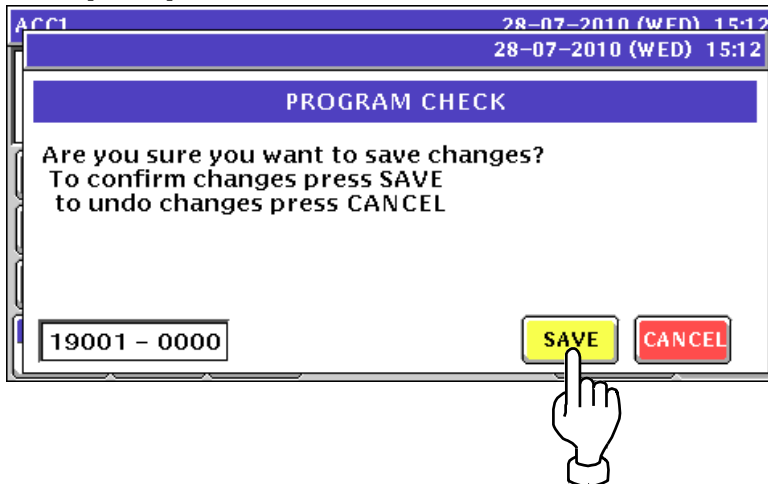 ACC1 28-07-2010 (WED) 15:12
28-07-2010 (WED) 15:12
PROGRAM CHECK
Are you sure you want to save changes?
To confirm changes press SAVE
to undo changes press CANCEL
19001 - 0000 SAVE CANCEL